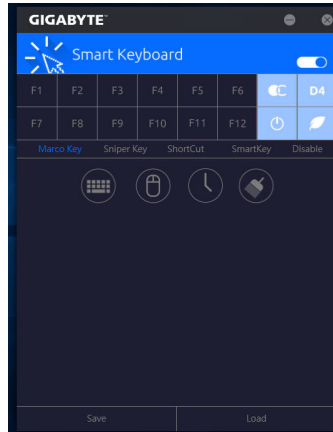 GIGABYTE™
Smart Keyboard
F1 F2 F3 F4 F5 F6 D4
F7 F8 F9 F10 F11 F12
Marco Key Sniper Key ShortCut SmartKey Disable
Save Load